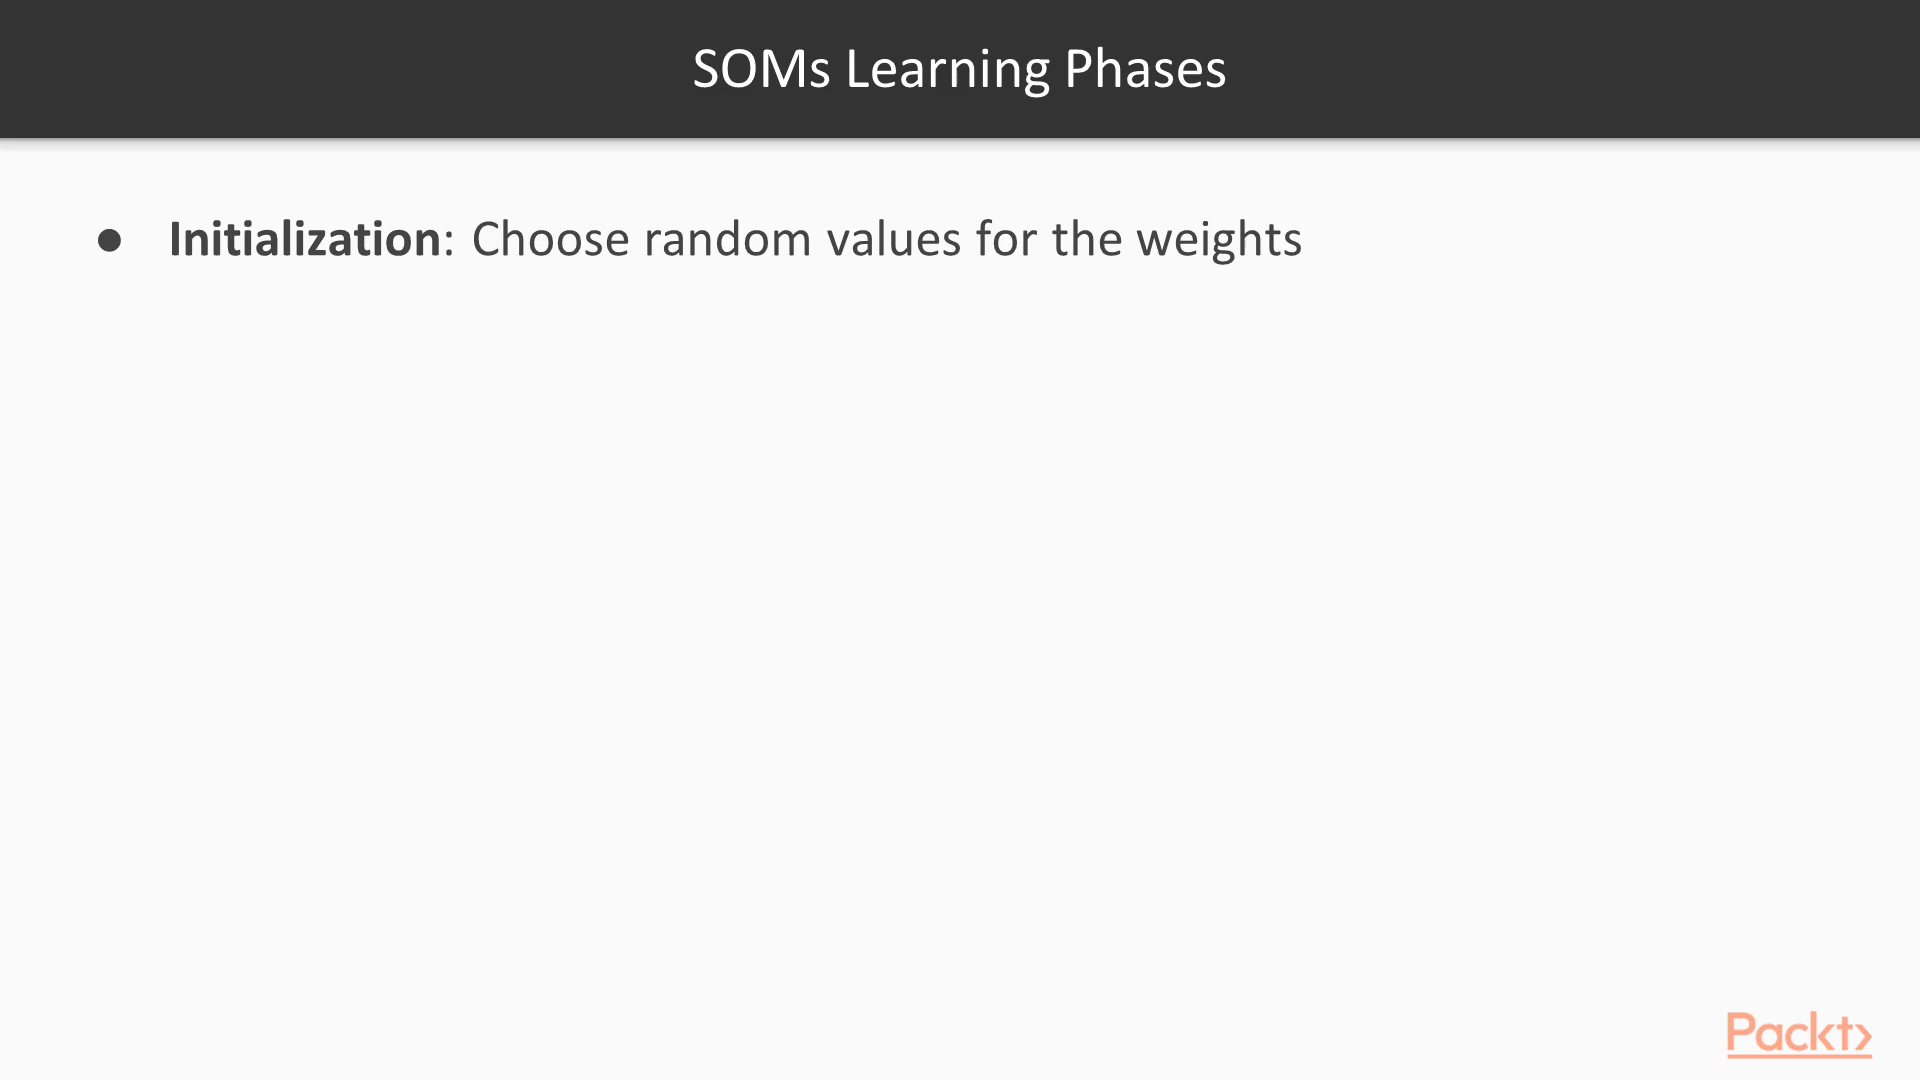 SOMs Learning Phases
● Initialization: Choose random values for the weights
Packt>